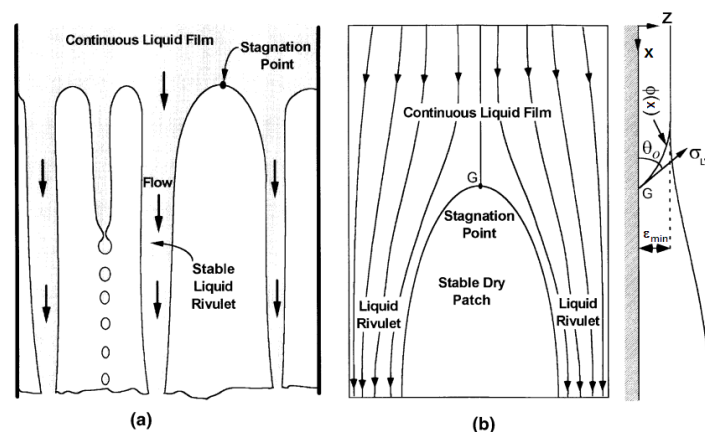 Continuous Liquid Film
Stagnation
Point
Flow
Stable
Liquid
Rivulet
(a)
Continuous Liquid Film
G
Stagnation
Point
Stable Dry
Patch
Liquid
Rivulet
Liquid
Rivulet
(b)
Z
X
ϕ(x)
θo
G
εmin